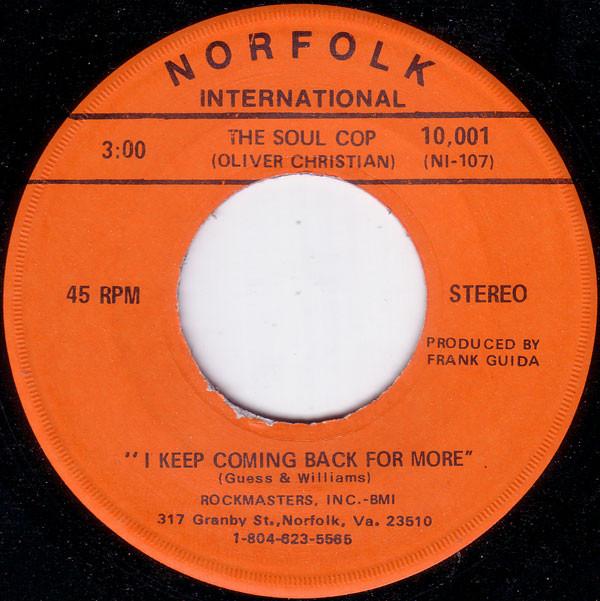 NORFOLK
INTERNATIONAL
3:00 THE SOUL COP 10,001
(OLIVER CHRISTIAN) (NI-107)
45 RPM STEREO
PRODUCED BY
FRANK GUIDA
"I KEEP COMING BACK FOR MORE"
(Guess & Williams)
ROCKMASTERS, INC.-BMI
317 Granby St.,Norfolk, Va. 23510
1-804-623-5565